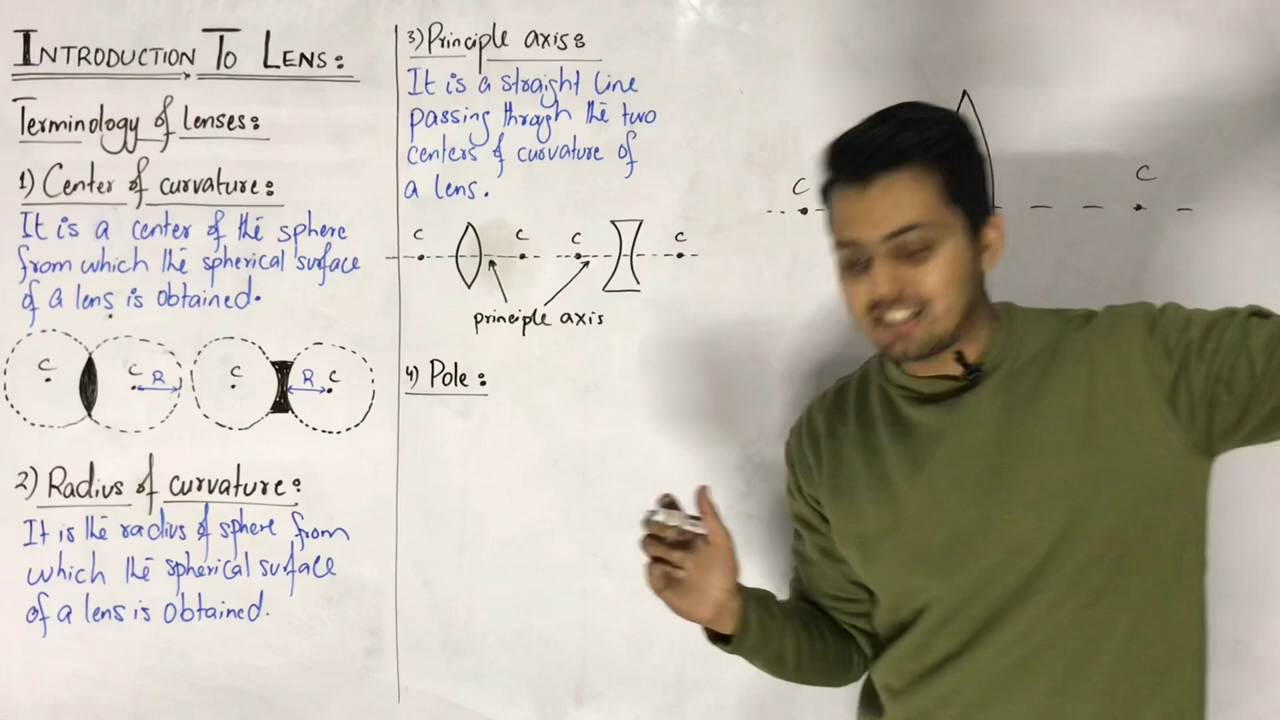 INTRODUCTION TO LENS:
Terminology of lenses:
1) Center of curvature:
It is a center of the sphere
from which the spherical surface
of a lens is obtained.
C C R C R C
2) Radius of curvature:
It is the radius of sphere from
which the spherical surface
of a lens is obtained.
3) Principle axis:
It is a straight line
passing through the two
centers of curvature of
a lens.
C C C C
principle axis
4) Pole:
C C